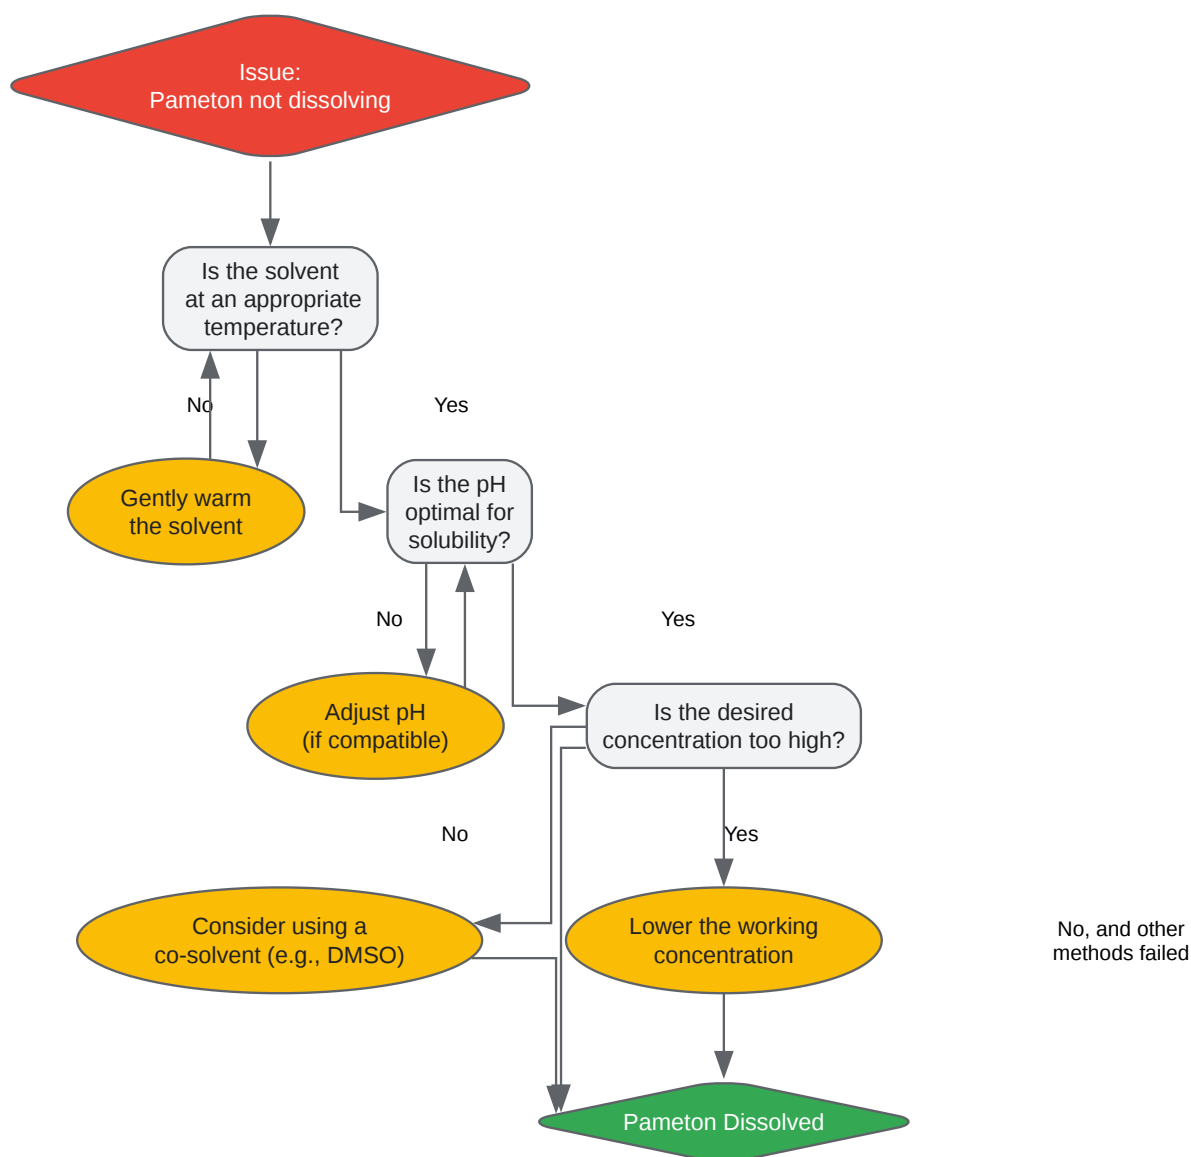 Issue:
Pameton not dissolving
Is the solvent
at an appropriate
temperature?
No
Yes
Gently warm
the solvent
Is the pH
optimal for
solubility?
No
Yes
Adjust pH
(if compatible)
Is the desired
concentration too high?
No
Yes
Consider using a
co-solvent (e.g., DMSO)
Lower the working
concentration
No, and other
methods failed
Pameton Dissolved